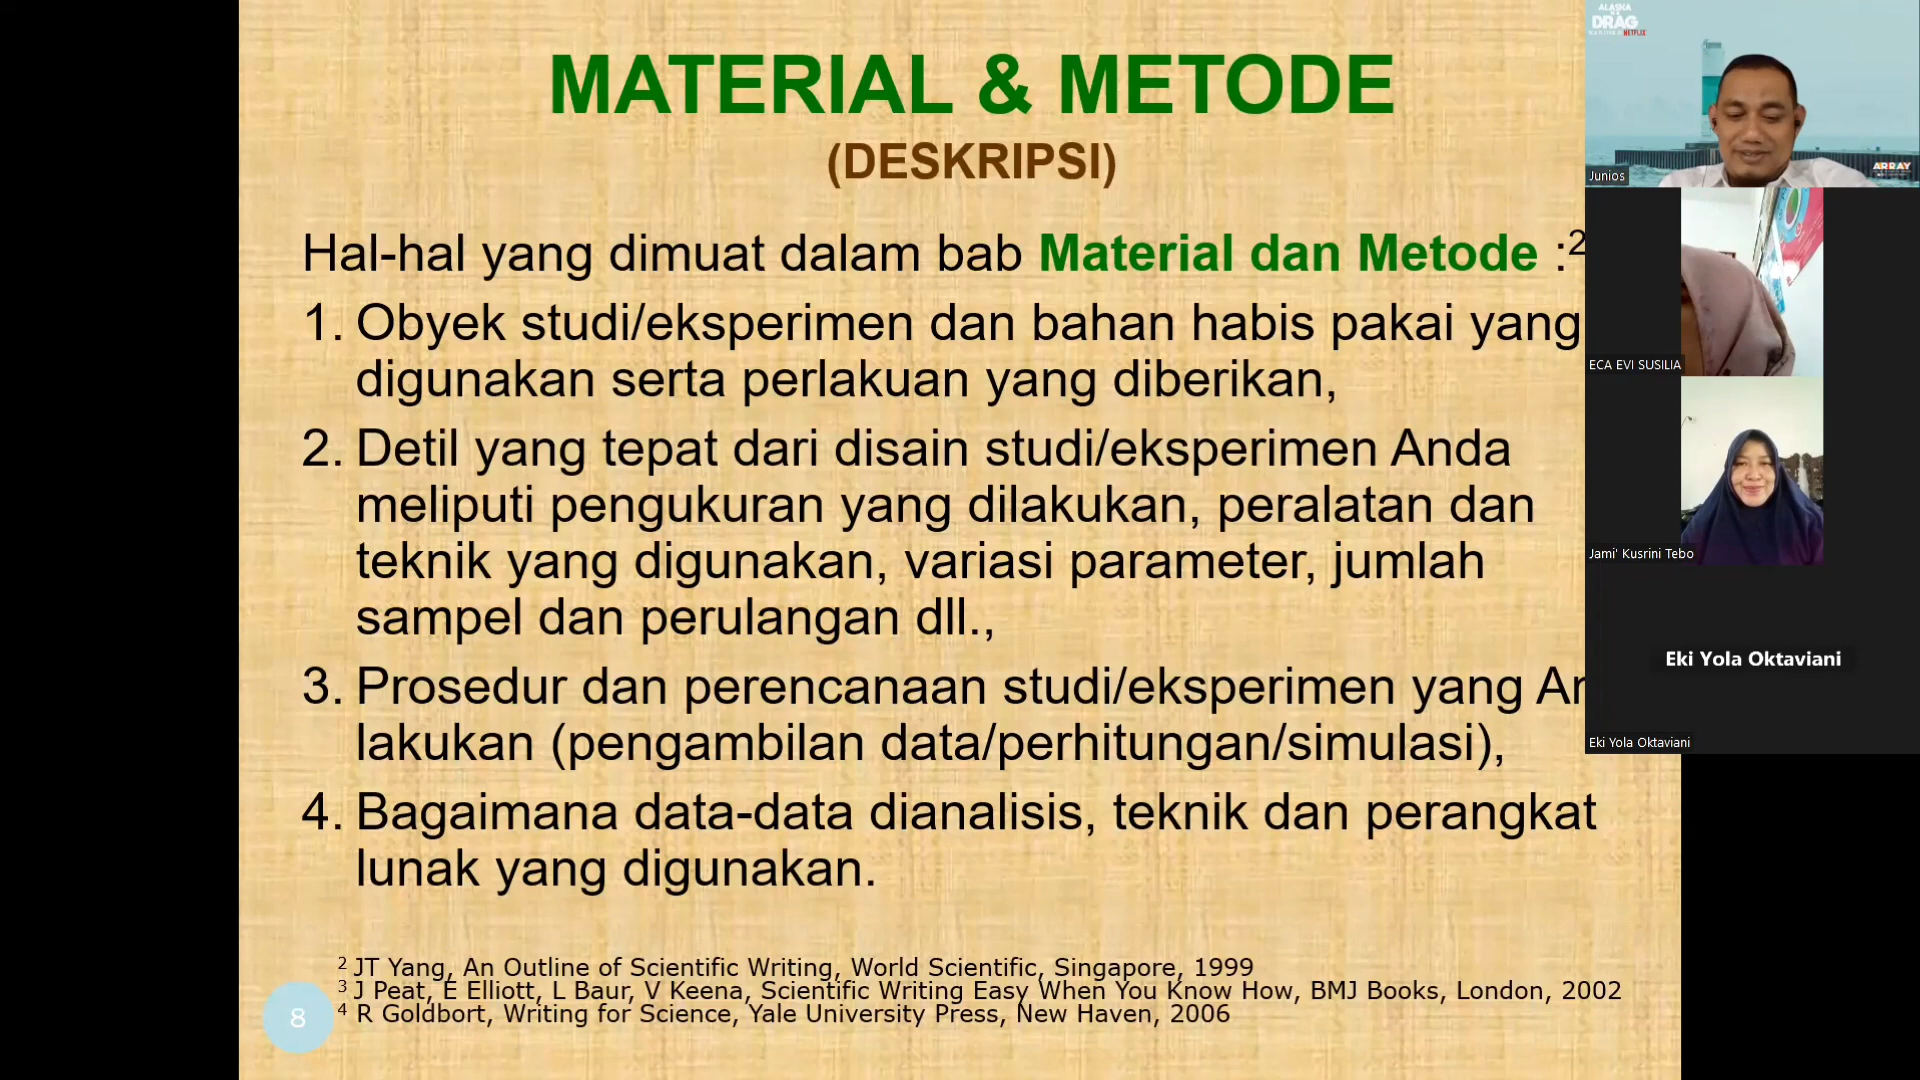 MATERIAL & METODE
(DESKRIPSI)
Hal-hal yang dimuat dalam bab Material dan Metode :2
1. Obyek studi/eksperimen dan bahan habis pakai yang
digunakan serta perlakuan yang diberikan,
2. Detil yang tepat dari disain studi/eksperimen Anda
meliputi pengukuran yang dilakukan, peralatan dan
teknik yang digunakan, variasi parameter, jumlah
sampel dan perulangan dll.,
3. Prosedur dan perencanaan studi/eksperimen yang
lakukan (pengambilan data/perhitungan/simulasi),
4. Bagaimana data-data dianalisis, teknik dan perangkat
lunak yang digunakan.
2 JT Yang, An Outline of Scientific Writing, World Scientific, Singapore, 1999
3 J Peat, E Elliott, L Baur, V Keena, Scientific Writing Easy When You Know How, BMJ Books, London, 2002
4 R Goldbort, Writing for Science, Yale University Press, New Haven, 2006
8
ALASKA
DRAG
NETFLIX
ARRAY
Junios
ECA EVI SUSILIA
Jami' Kusrini Tebo
Eki Yola Oktaviani
Eki Yola Oktaviani